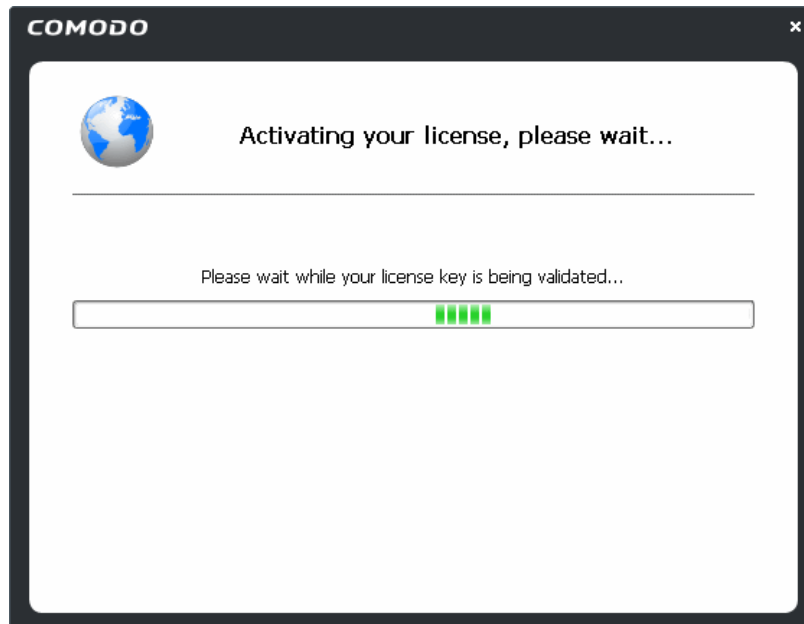 COMODO
Activating your license, please wait...
Please wait while your license key is being validated...